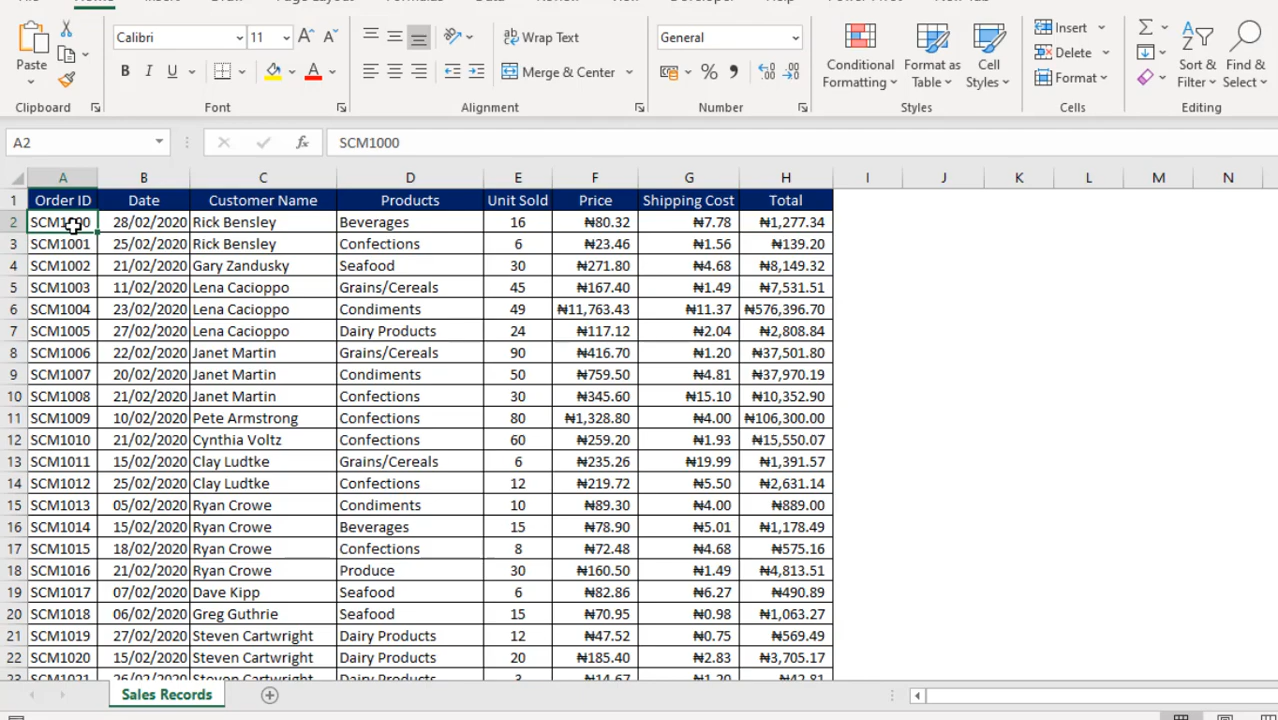 Home Insert Draw Page Layout Formulas Data Review View Developer Help Power Pivot New Tab
Calibri 11 Wrap Text General Insert
Paste Merge & Center Conditional Formatting Format as Table Cell Styles Delete Sort & Filter Find & Select
Format
Clipboard Font Alignment Number Styles Cells Editing
A2 fx SCM1000
A B C D E F G H I J K L M N
1 Order ID Date Customer Name Products Unit Sold Price Shipping Cost Total
2 28/02/2020 Rick Bensley Beverages 16 ₦80.32 ₦7.78 ₦1,277.34
3 SCM1001 25/02/2020 Rick Bensley Confections 6 ₦23.46 ₦1.56 ₦139.20
4 SCM1002 21/02/2020 Gary Zandusky Seafood 30 ₦271.80 ₦4.68 ₦8,149.32
5 SCM1003 11/02/2020 Lena Cacioppo Grains/Cereals 45 ₦167.40 ₦1.49 ₦7,531.51
6 SCM1004 23/02/2020 Lena Cacioppo Condiments 49 ₦11,763.43 ₦11.37 ₦576,396.70
7 SCM1005 27/02/2020 Lena Cacioppo Dairy Products 24 ₦117.12 ₦2.04 ₦2,808.84
8 SCM1006 22/02/2020 Janet Martin Grains/Cereals 90 ₦416.70 ₦1.20 ₦37,501.80
9 SCM1007 20/02/2020 Janet Martin Condiments 50 ₦759.50 ₦4.81 ₦37,970.19
10 SCM1008 21/02/2020 Janet Martin Confections 30 ₦345.60 ₦15.10 ₦10,352.90
11 SCM1009 10/02/2020 Pete Armstrong Confections 80 ₦1,328.80 ₦4.00 ₦106,300.00
12 SCM1010 21/02/2020 Cynthia Voltz Confections 60 ₦259.20 ₦1.93 ₦15,550.07
13 SCM1011 15/02/2020 Clay Ludtke Grains/Cereals 6 ₦235.26 ₦19.99 ₦1,391.57
14 SCM1012 25/02/2020 Clay Ludtke Confections 12 ₦219.72 ₦5.50 ₦2,631.14
15 SCM1013 05/02/2020 Ryan Crowe Condiments 10 ₦89.30 ₦4.00 ₦889.00
16 SCM1014 15/02/2020 Ryan Crowe Beverages 15 ₦78.90 ₦5.01 ₦1,178.49
17 SCM1015 18/02/2020 Ryan Crowe Confections 8 ₦72.48 ₦4.68 ₦575.16
18 SCM1016 21/02/2020 Ryan Crowe Produce 30 ₦160.50 ₦1.49 ₦4,813.51
19 SCM1017 07/02/2020 Dave Kipp Seafood 6 ₦82.86 ₦6.27 ₦490.89
20 SCM1018 06/02/2020 Greg Guthrie Seafood 15 ₦70.95 ₦0.98 ₦1,063.27
21 SCM1019 27/02/2020 Steven Cartwright Dairy Products 12 ₦47.52 ₦0.75 ₦569.49
22 SCM1020 15/02/2020 Steven Cartwright Dairy Products 20 ₦185.40 ₦2.83 ₦3,705.17
23 SCM1021 26/02/2020 Steven Cartwright Confections 3 ₦14.67 ₦1.20 ₦42.81
Sales Records